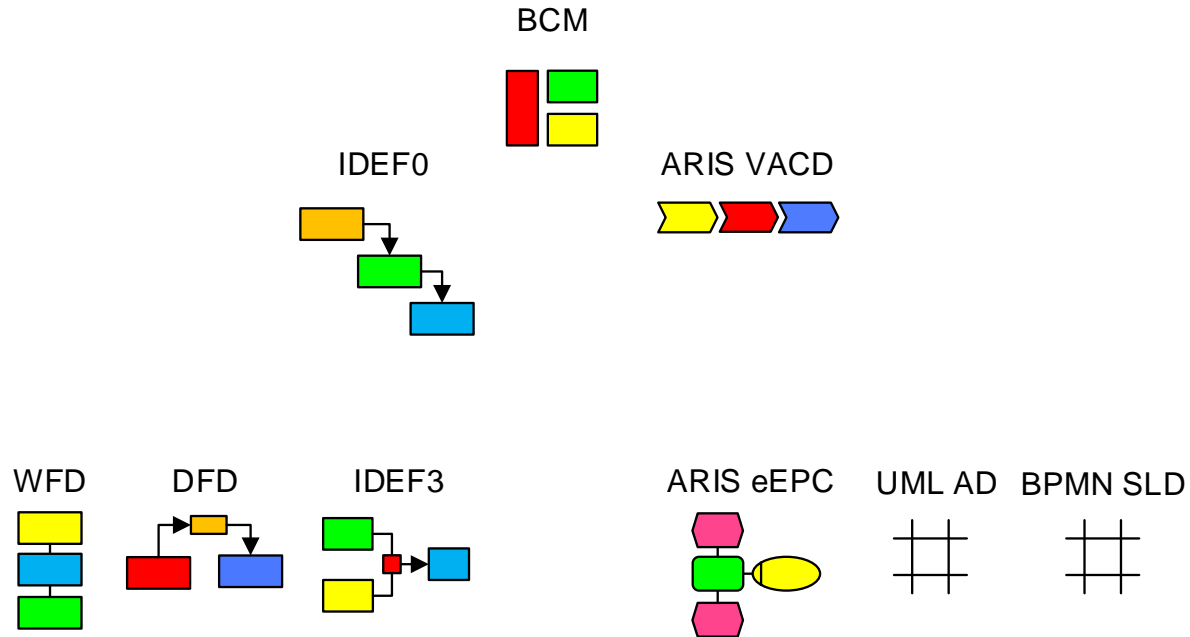 BCM
IDEF0
ARIS VACD
WFD
DFD
IDEF3
ARIS eEPC
UML AD
BPMN SLD